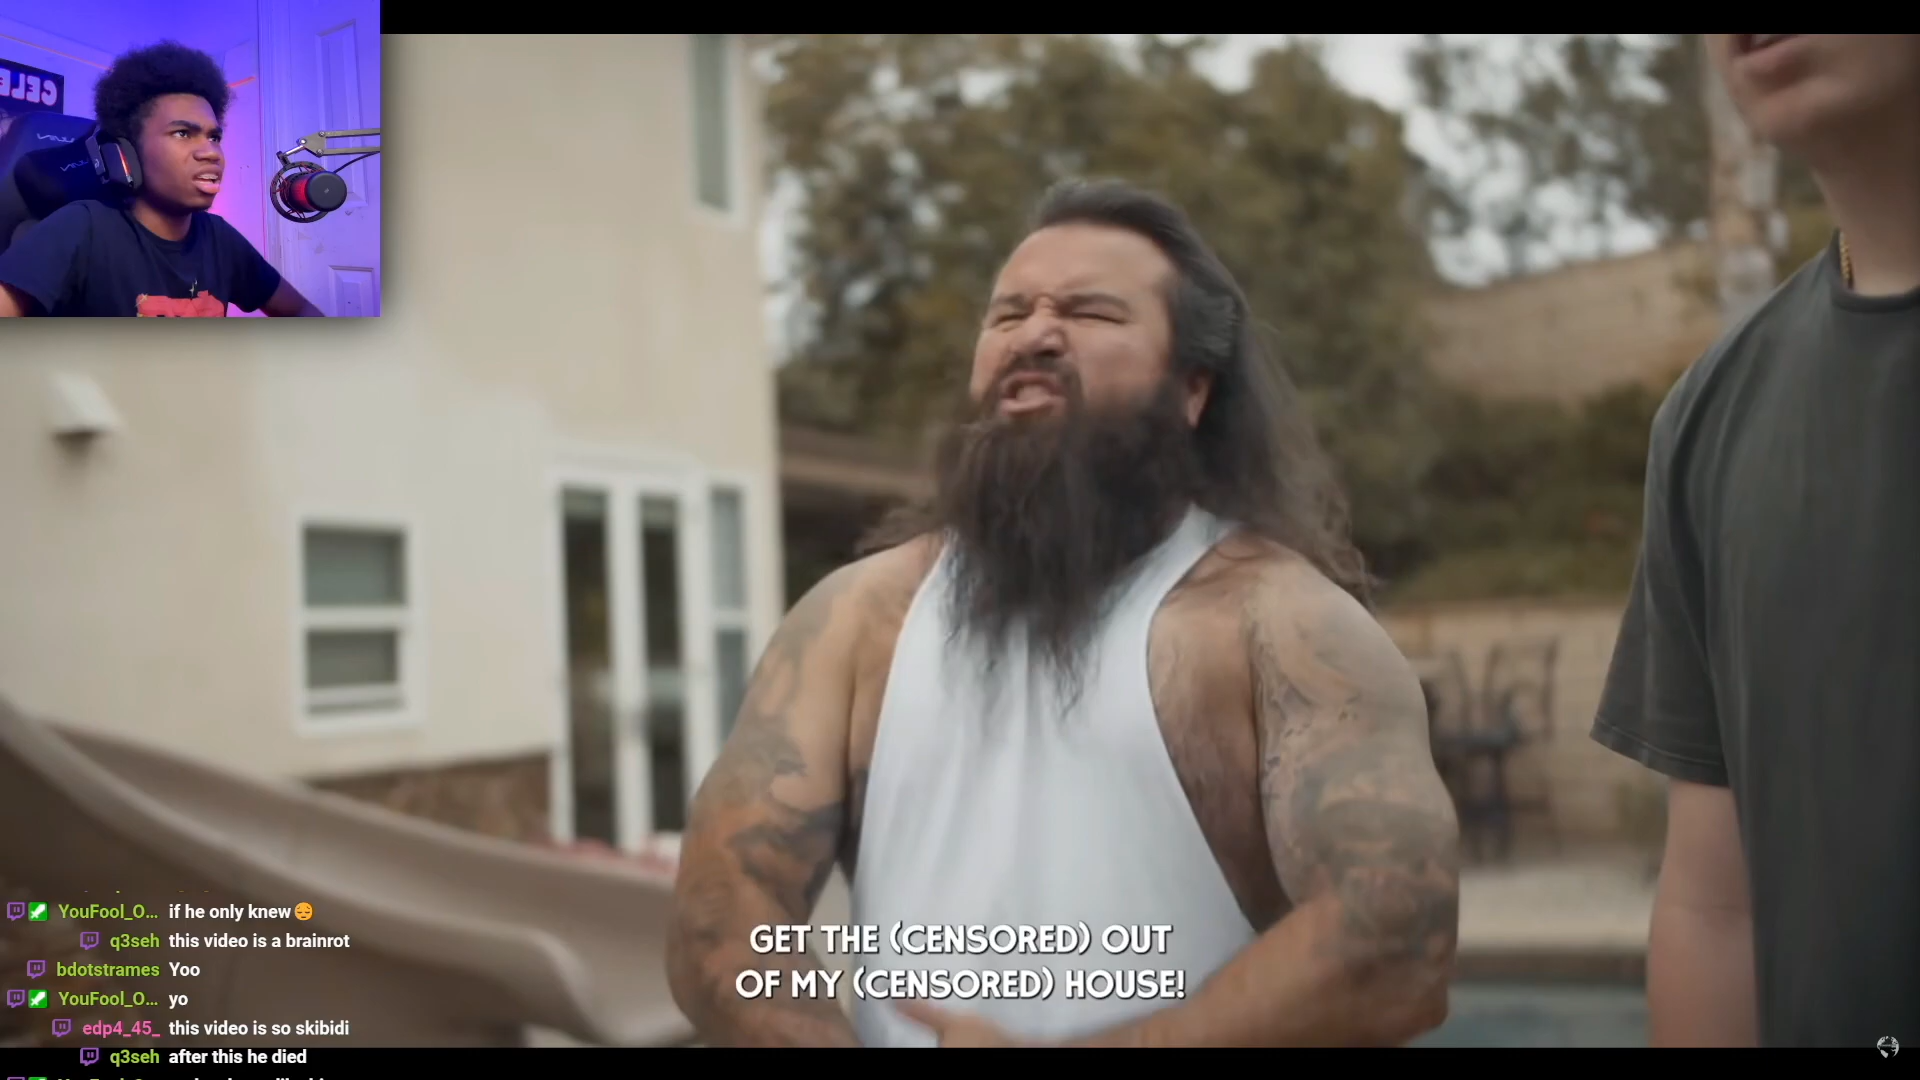 CELE
GET THE (CENSORED) OUT
OF MY (CENSORED) HOUSE!
YouFool_O... if he only knew😔
q3seh this video is a brainrot
bdotstrames Yoo
YouFool_O... yo
edp4_45_ this video is so skibidi
q3seh after this he died